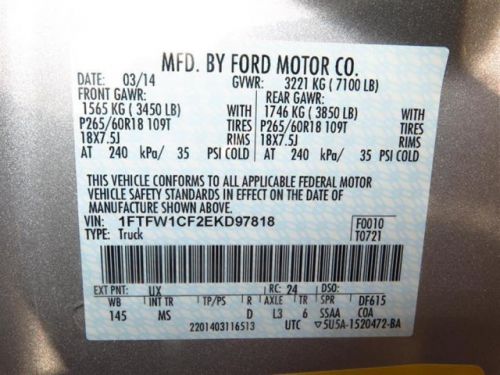 MFD. BY FORD MOTOR CO.
DATE: 03/14 GVWR: 3221 KG ( 7100 LB)
FRONT GAWR: REAR GAWR:
1565 KG ( 3450 LB) WITH 1746 KG ( 3850 LB) WITH
P265/60R18 109T TIRES P265/60R18 109T TIRES
18X7.5J RIMS 18X7.5J RIMS
AT 240 kPa/ 35 PSI COLD AT 240 kPa/ 35 PSI COLD
THIS VEHICLE CONFORMS TO ALL APPLICABLE FEDERAL MOTOR
VEHICLE SAFETY STANDARDS IN EFFECT ON THE DATE OF
MANUFACTURE SHOWN ABOVE.
VIN: 1FTFW1CF2EKD97818 F0010
TYPE: Truck T0721
EXT PNT: UX RC: 24 DSO:
WB INT TR TP/PS R AXLE TR SPR DF615
145 MS D L3 6 SSAA COA
2201403116513 UTC ▽5U5A-1520472-BA